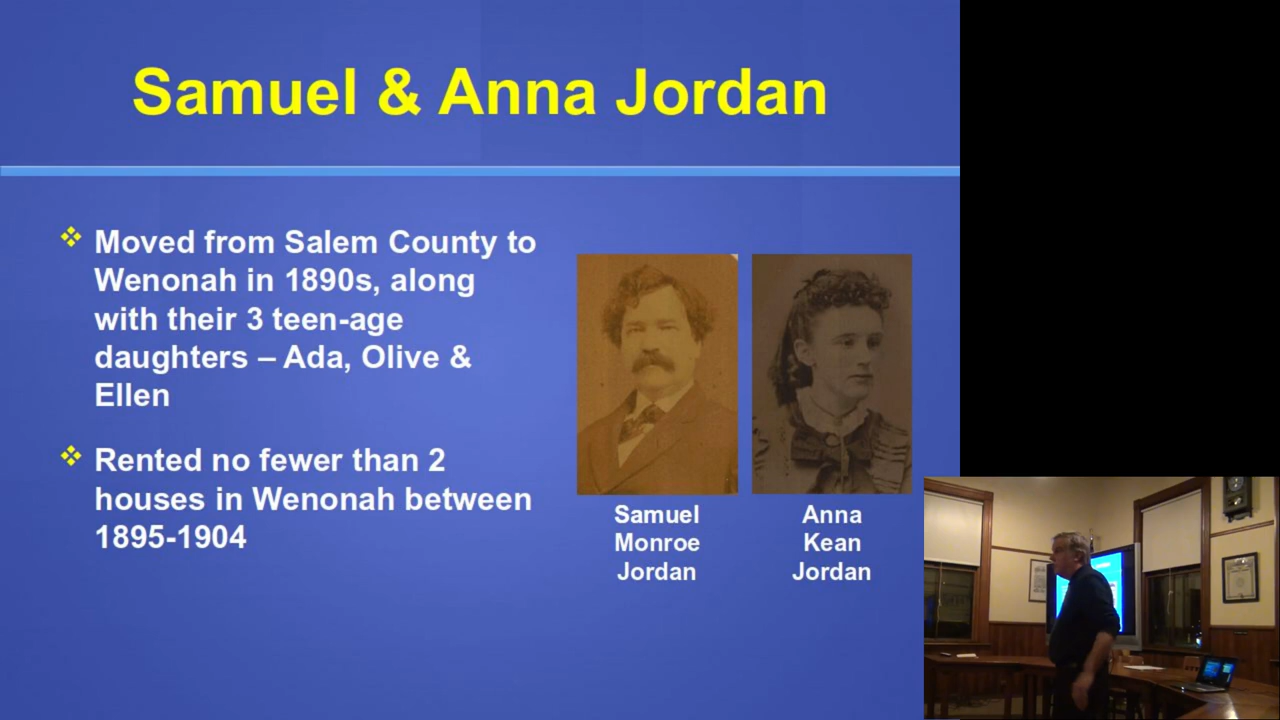 Samuel & Anna Jordan
Moved from Salem County to
Wenonah in 1890s, along
with their 3 teen-age
daughters – Ada, Olive &
Ellen
Rented no fewer than 2
houses in Wenonah between
1895-1904
Samuel
Monroe
Jordan
Anna
Kean
Jordan